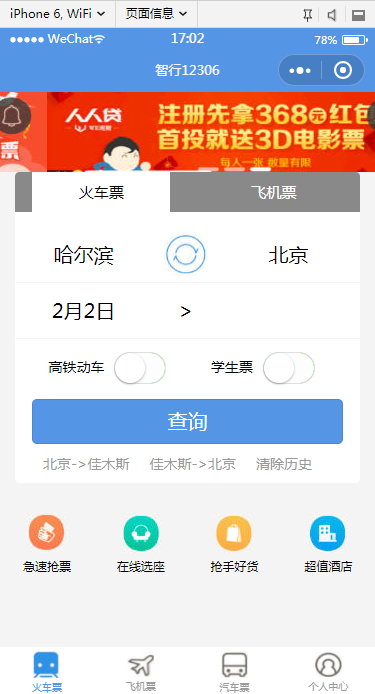 iPhone 6, WiFi 页面信息
WeChat 17:02 78%
智行12306
人人贷 注册先拿368元红包
WE.COM 首投就送3D电影票
票 每人一张 数量有限
火车票 飞机票
哈尔滨 北京
2月2日 >
高铁动车 学生票
查询
北京->佳木斯 佳木斯->北京 清除历史
急速抢票 在线选座 抢手好货 超值酒店
火车票 飞机票 汽车票 个人中心